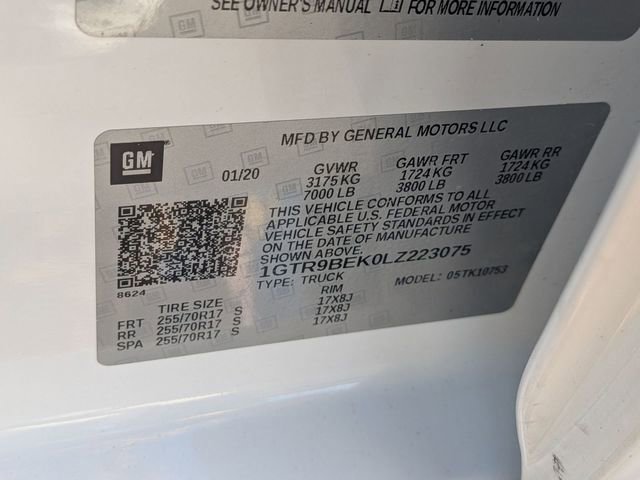 SEE OWNER'S MANUAL FOR MORE INFORMATION
GM
MFD BY GENERAL MOTORS LLC
01/20 GVWR GAWR FRT GAWR RR
3175 KG 1724 KG 1724 KG
7000 LB 3800 LB 3800 LB
THIS VEHICLE CONFORMS TO ALL
APPLICABLE U.S. FEDERAL MOTOR
VEHICLE SAFETY STANDARDS IN EFFECT
ON THE DATE OF MANUFACTURE
SHOWN ABOVE.
1GTR9BEK0LZ223075
TYPE: TRUCK MODEL: 05TK10753
8624
TIRE SIZE RIM
FRT 255/70R17 S 17X8J
RR 255/70R17 S 17X8J
SPA 255/70R17 S 17X8J